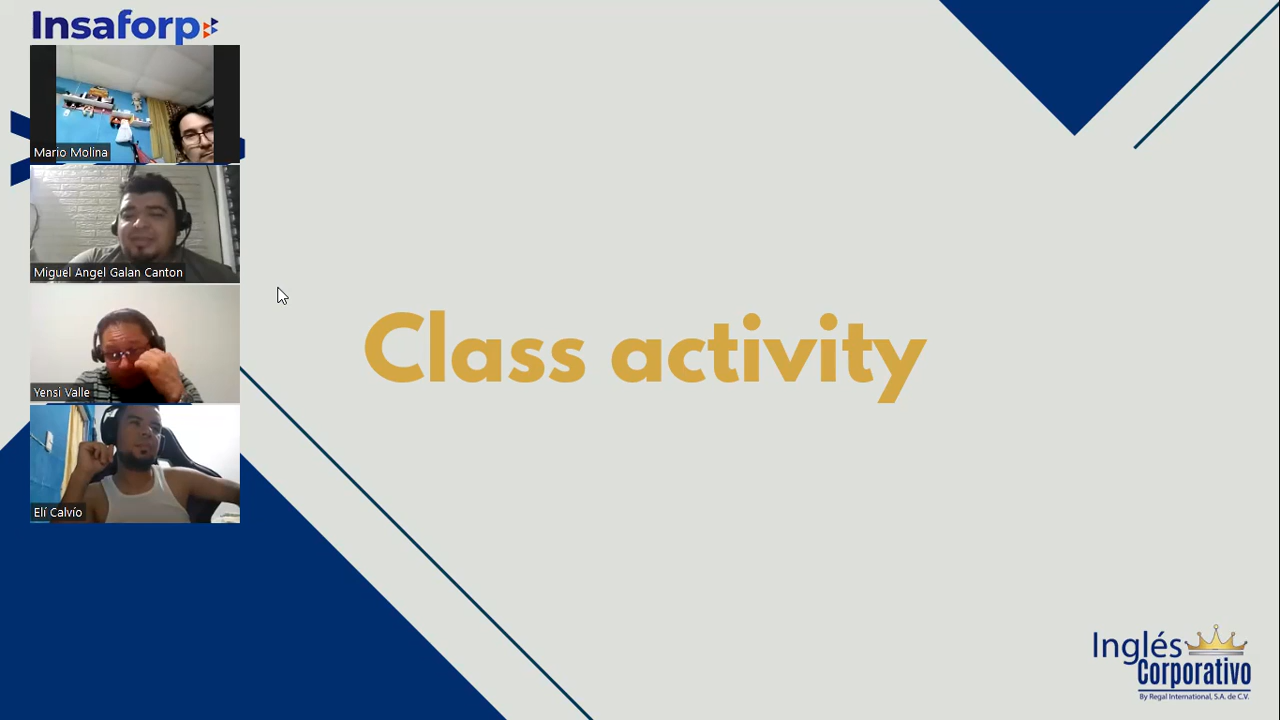 Insaforp
Mario Molina
Miguel Angel Galan Canton
Yensi Valle
Elí Calvío
Class activity
Inglés
Corporativo
By Regal International, S.A. de C.V.